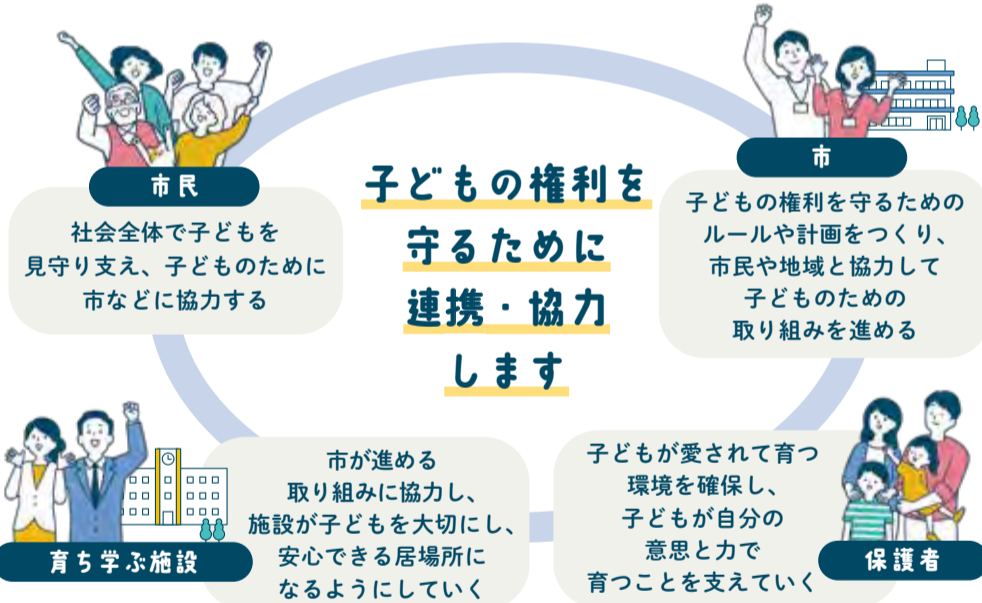 市民
社会全体で子どもを
見守り支え、子どものために
市などに協力する
子どもの権利を
守るために
連携・協力
します
市
子どもの権利を守るための
ルールや計画をつくり、
市民や地域と協力して
子どものための
取り組みを進める
育ち学ぶ施設
市が進める
取り組みに協力し、
施設が子どもを大切にし、
安心できる居場所に
なるようにしていく
子どもが愛されて育つ
環境を確保し、
子どもが自分の
意思と力で
育つことを支えていく
保護者